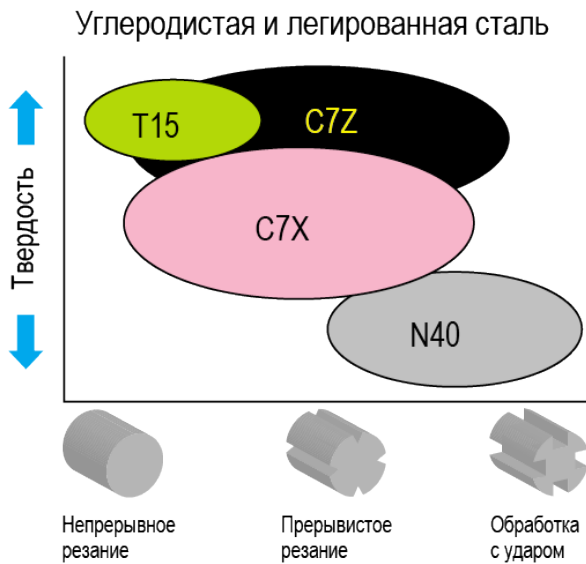 Углеродистая и легированная сталь
T15
C7Z
C7X
N40
Твердость
Непрерывное
резание
Прерывистое
резание
Обработка
с ударом